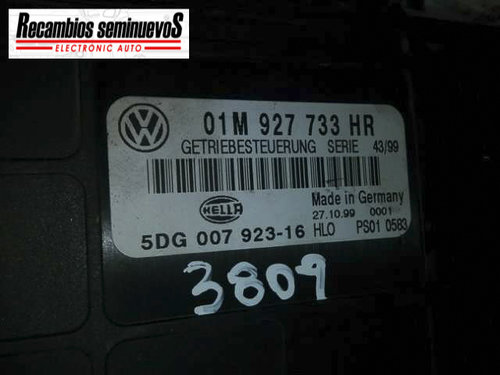 Recambios seminuevos
ELECTRONIC AUTO
01M 927 733 HR
GETRIEBESTEUERUNG SERIE 43/99
HELLA
Made in Germany
27.10.99 0001
5DG 007 923-16 HLO PS01 0583
3809